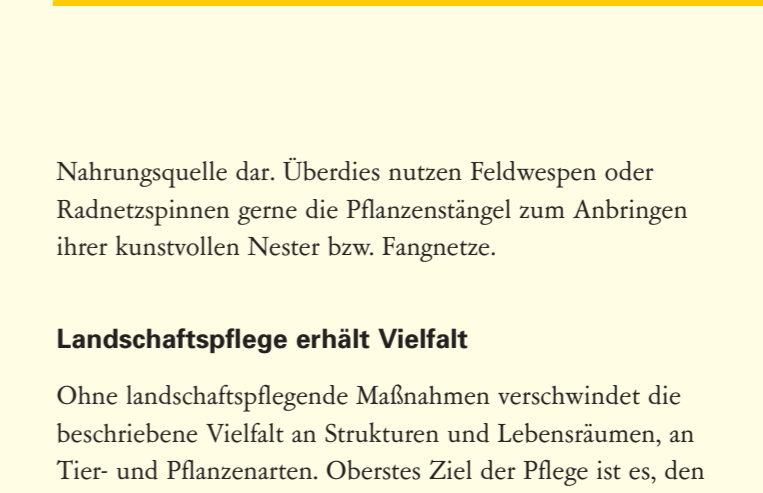 Nahrungsquelle dar. Überdies nutzen Feldwespen oder
Radnetzspinnen gerne die Pflanzenstängel zum Anbringen
ihrer kunstvollen Nester bzw. Fangnetze.
Landschaftspflege erhält Vielfalt
Ohne landschaftspflegende Maßnahmen verschwindet die
beschriebene Vielfalt an Strukturen und Lebensräumen, an
Tier- und Pflanzenarten. Oberstes Ziel der Pflege ist es, den